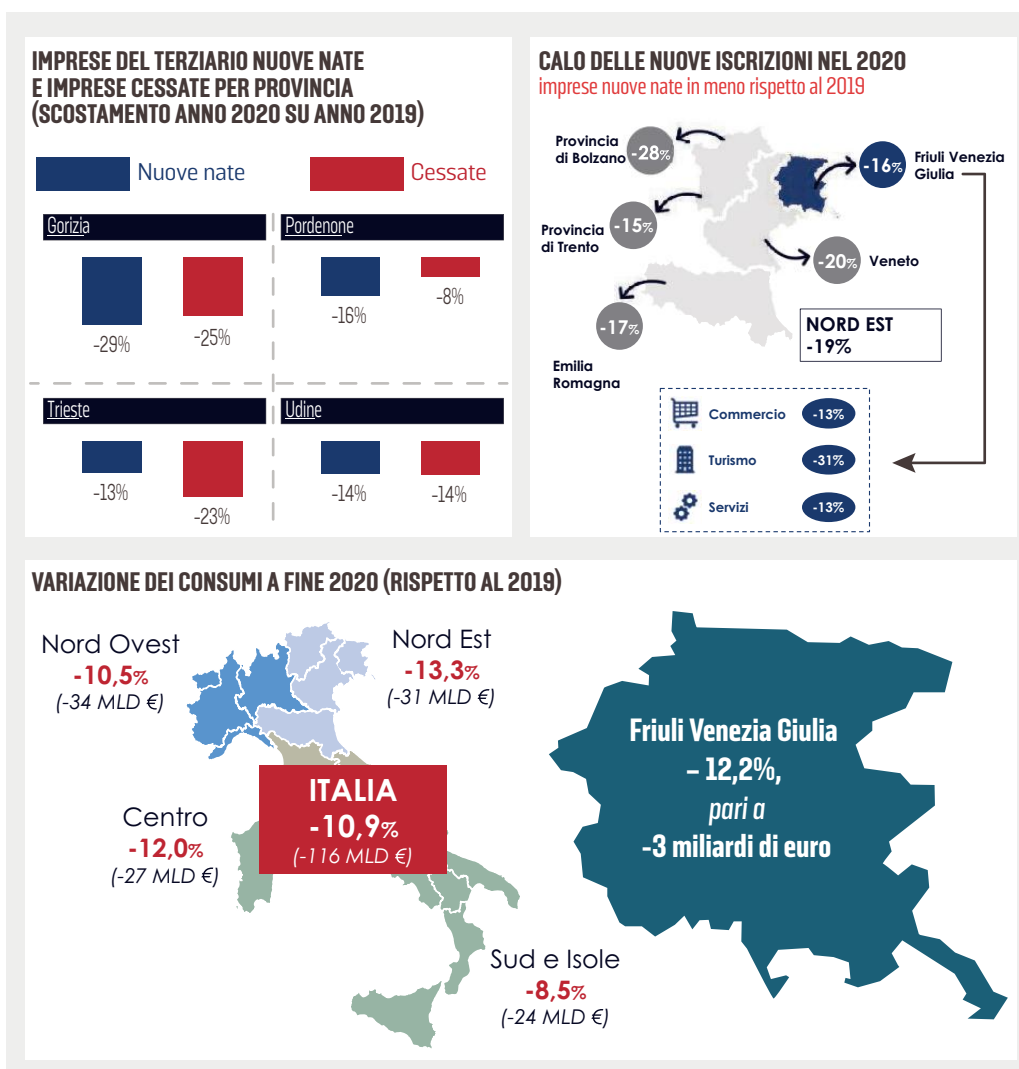 IMPRESE DEL TERZIARIO NUOVE NATE
E IMPRESE CESSATE PER PROVINCIA
(SCOSTAMENTO ANNO 2020 SU ANNO 2019)
Nuove nate
Cessate
Gorizia
-29%
-25%
Pordenone
-16%
-8%
Trieste
-13%
-23%
Udine
-14%
-14%
CALO DELLE NUOVE ISCRIZIONI NEL 2020
imprese nuove nate in meno rispetto al 2019
Provincia
di Bolzano
-28%
-16%
Friuli Venezia
Giulia
Provincia
di Trento
-15%
-20%
Veneto
-17%
Emilia
Romagna
NORD EST
-19%
Commercio
-13%
Turismo
-31%
Servizi
-13%
VARIAZIONE DEI CONSUMI A FINE 2020 (RISPETTO AL 2019)
Nord Ovest
-10,5%
(-34 MLD €)
Nord Est
-13,3%
(-31 MLD €)
ITALIA
-10,9%
(-116 MLD €)
Centro
-12,0%
(-27 MLD €)
Sud e Isole
-8,5%
(-24 MLD €)
Friuli Venezia Giulia
– 12,2%,
pari a
-3 miliardi di euro